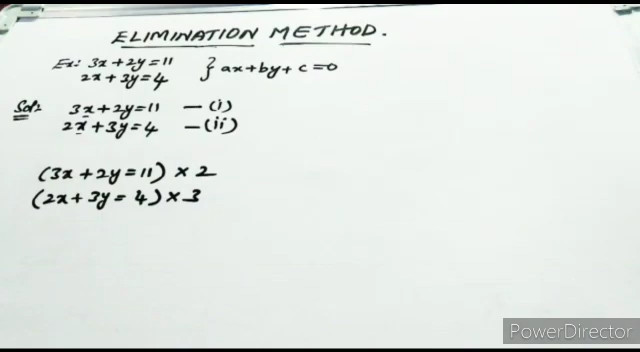 ELIMINATION METHOD.
Ex: 3x+2y=11 } ax+by+c=0
2x+3y=4
Sol: 3x+2y=11 —(i)
2x+3y=4 —(ii)
(3x+2y=11) × 2
(2x+3y=4) × 3
PowerDirector